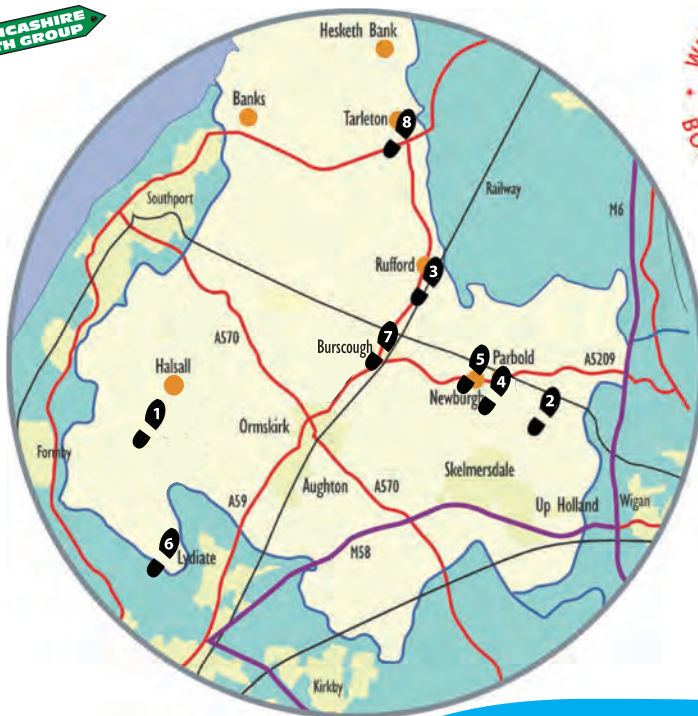 TH GROUP
Hesketh Bank
Banks
Tarleton
8
Railway
M6
Southport
Rufford
3
A570
7
Burscough
5
Parbold
A5209
4
Halsall
Newburgh
2
1
Ormskirk
Formby
Skelmersdale
Aughton
A570
A59
Up Holland
Wigan
6
Lydiate
M58
Kirkby